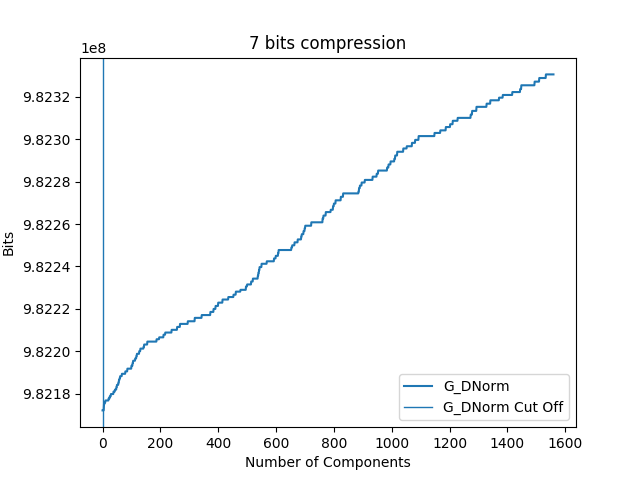 7 bits compression
1e8
9.8232
9.8230
9.8228
9.8226
9.8224
9.8222
9.8220
9.8218
Bits
0 200 400 600 800 1000 1200 1400 1600
Number of Components
G_DNorm
G_DNorm Cut Off